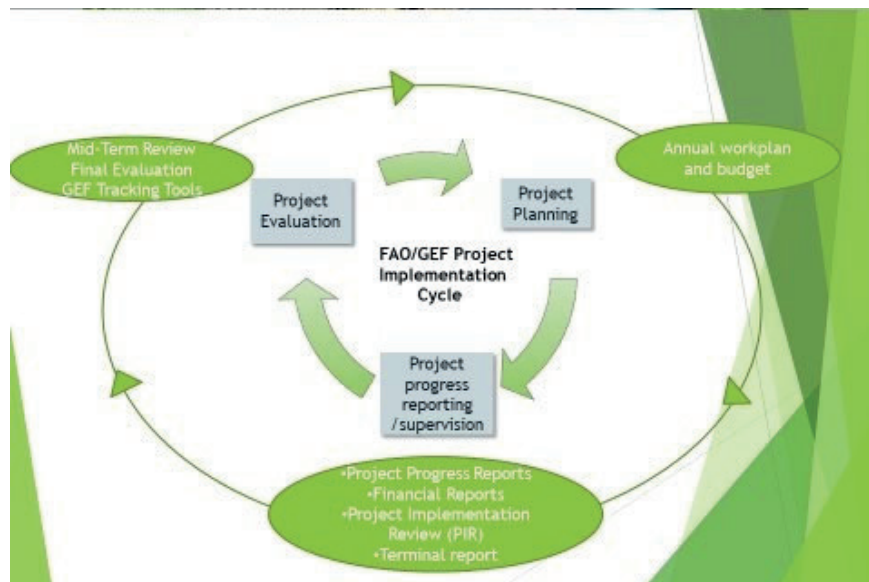 Mid-Term Review
Final Evaluation
GEF Tracking Tools
Annual workplan
and budget
Project
Evaluation
Project
Planning
FAO/GEF Project
Implementation
Cycle
Project
progress
reporting
/supervision
•Project Progress Reports
•Financial Reports
•Project Implementation
Review (PIR)
•Terminal report